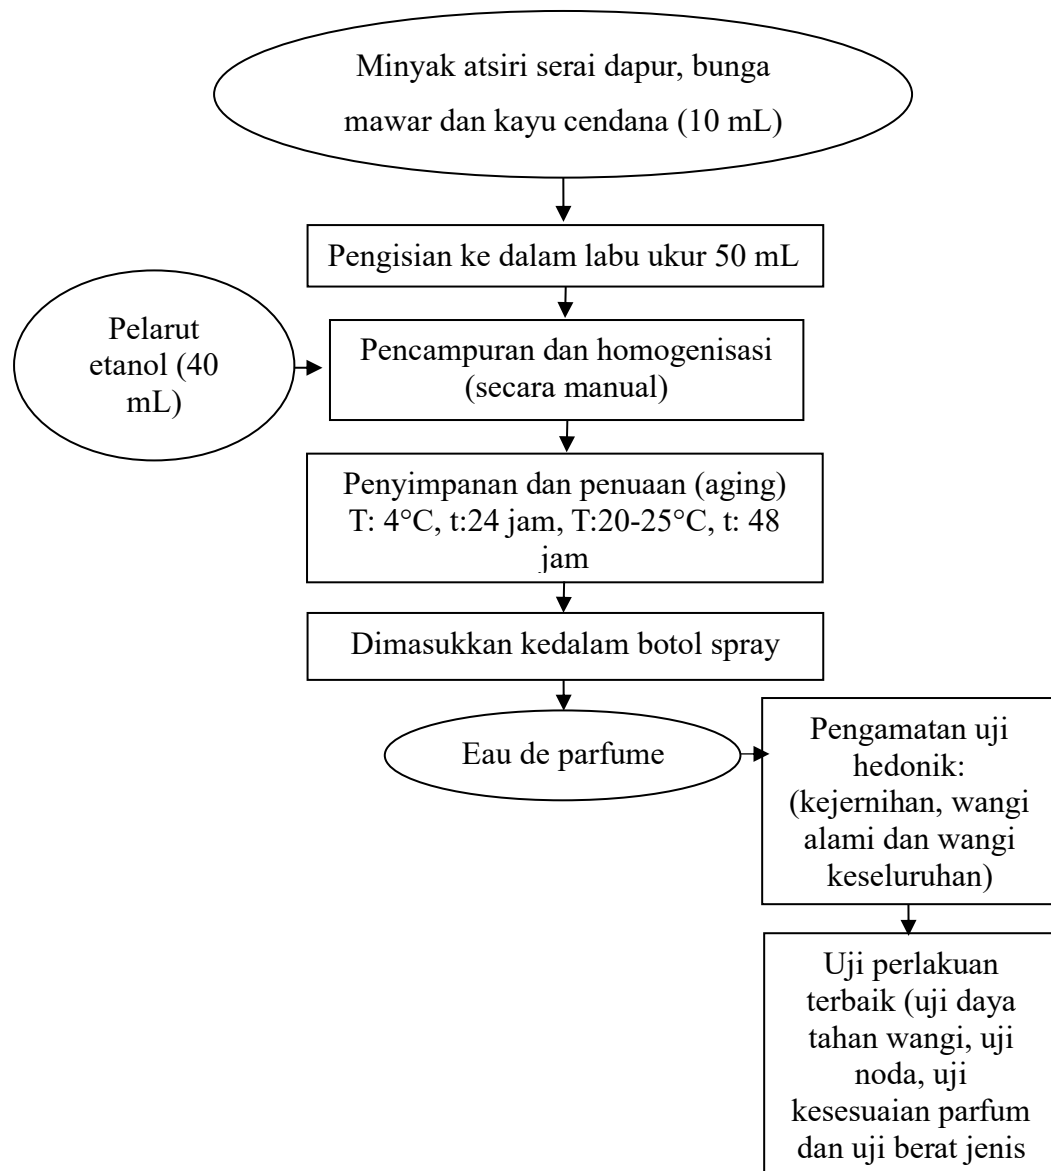 Minyak atsiri serai dapur, bunga
mawar dan kayu cendana (10 mL)
Pengisian ke dalam labu ukur 50 mL
Pelarut
etanol (40
mL)
Pencampuran dan homogenisasi
(secara manual)
Penyimpanan dan penuaan (aging)
T: 4°C, t:24 jam, T:20-25°C, t: 48
jam
Dimasukkan kedalam botol spray
Eau de parfume
Pengamatan uji
hedonik:
(kejernihan, wangi
alami dan wangi
keseluruhan)
Uji perlakuan
terbaik (uji daya
tahan wangi, uji
noda, uji
kesesuaian parfum
dan uji berat jenis